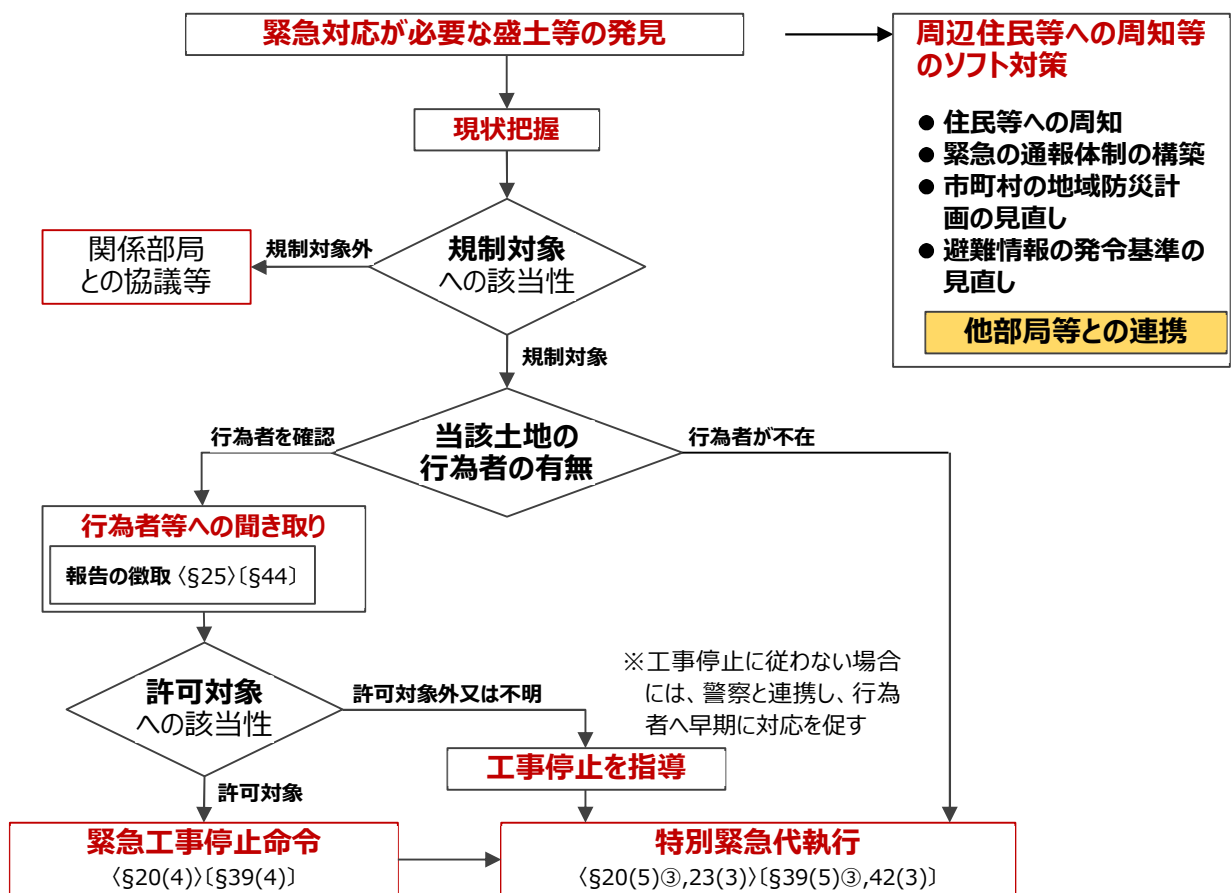 緊急対応が必要な盛土等の発見
周辺住民等への周知等
のソフト対策
● 住民等への周知
● 緊急の通報体制の構築
● 市町村の地域防災計
画の見直し
● 避難情報の発令基準の
見直し
他部局等との連携
現状把握
規制対象
への該当性
規制対象外
関係部局
との協議等
規制対象
当該土地の
行為者の有無
行為者を確認
行為者が不在
行為者等への聞き取り
報告の徴取〈§25〉〔§44〕
許可対象
への該当性
許可対象外又は不明
※工事停止に従わない場合
には、警察と連携し、行為
者へ早期に対応を促す
工事停止を指導
許可対象
緊急工事停止命令
〈§20(4)〉〔§39(4)〕
特別緊急代執行
〈§20(5)③,23(3)〉〔§39(5)③,42(3)〕